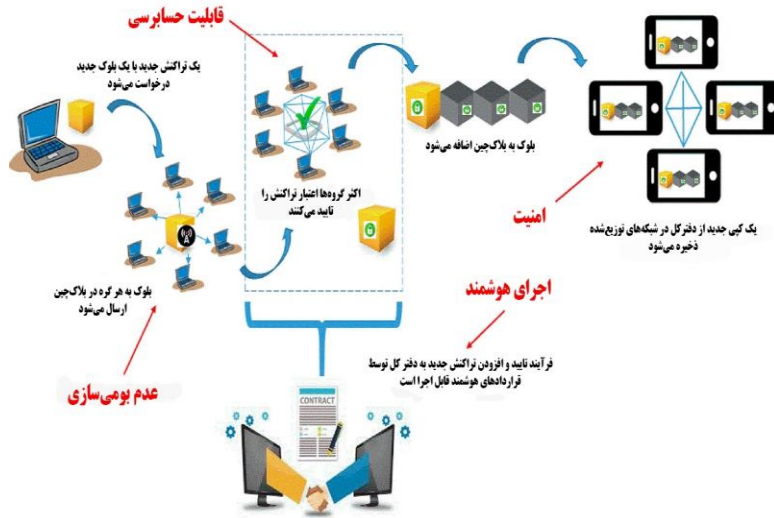 قابلیت حسابرسی
یک تراکنش جدید با یک بلوک جدید
درخواست می‌شود
اکثر گروه‌ها اعتبار تراکنش را
تایید می‌کنند
بلوک به بلاک‌چین اضافه می‌شود
امنیت
یک کپی جدید از دفترکل در شبکه‌های توزیع‌شده
ذخیره می‌شود
بلوک به هر گره در بلاک‌چین
ارسال می‌شود
عدم بومی‌سازی
اجرای هوشمند
فرآیند تایید و افزودن تراکنش جدید به دفتر کل توسط
قراردادهای هوشمند قابل اجرا است
CONTRACT